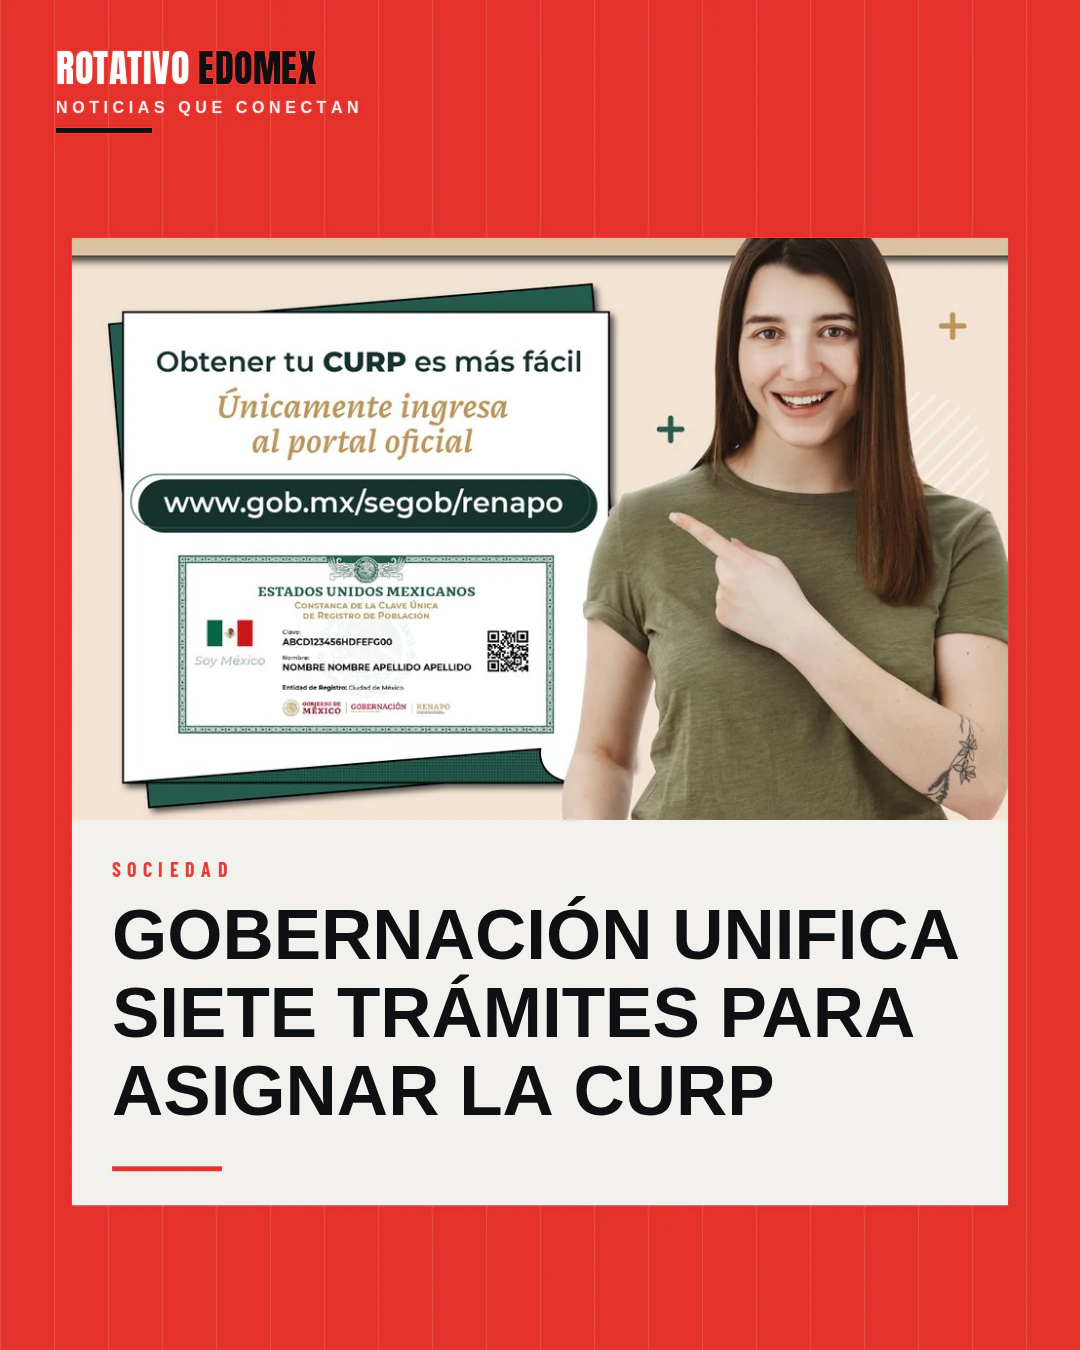 ROTATIVO EDOMEX
NOTICIAS QUE CONECTAN
Obtener tu CURP es más fácil
Únicamente ingresa
al portal oficial
www.gob.mx/segob/renapo
ESTADOS UNIDOS MEXICANOS
CONSTANCA DE LA CLAVE ÚNICA
DE REGISTRO DE POBLACIÓN
Soy México
Clave:
ABCD123456HDFEFG00
Nombre:
NOMBRE NOMBRE APELLIDO APELLIDO
Entidad de Registro: Ciudad de México
GOBIERNO DE
MÉXICO
GOBERNACIÓN
RENAPO
SOCIEDAD
GOBERNACIÓN UNIFICA
SIETE TRÁMITES PARA
ASIGNAR LA CURP